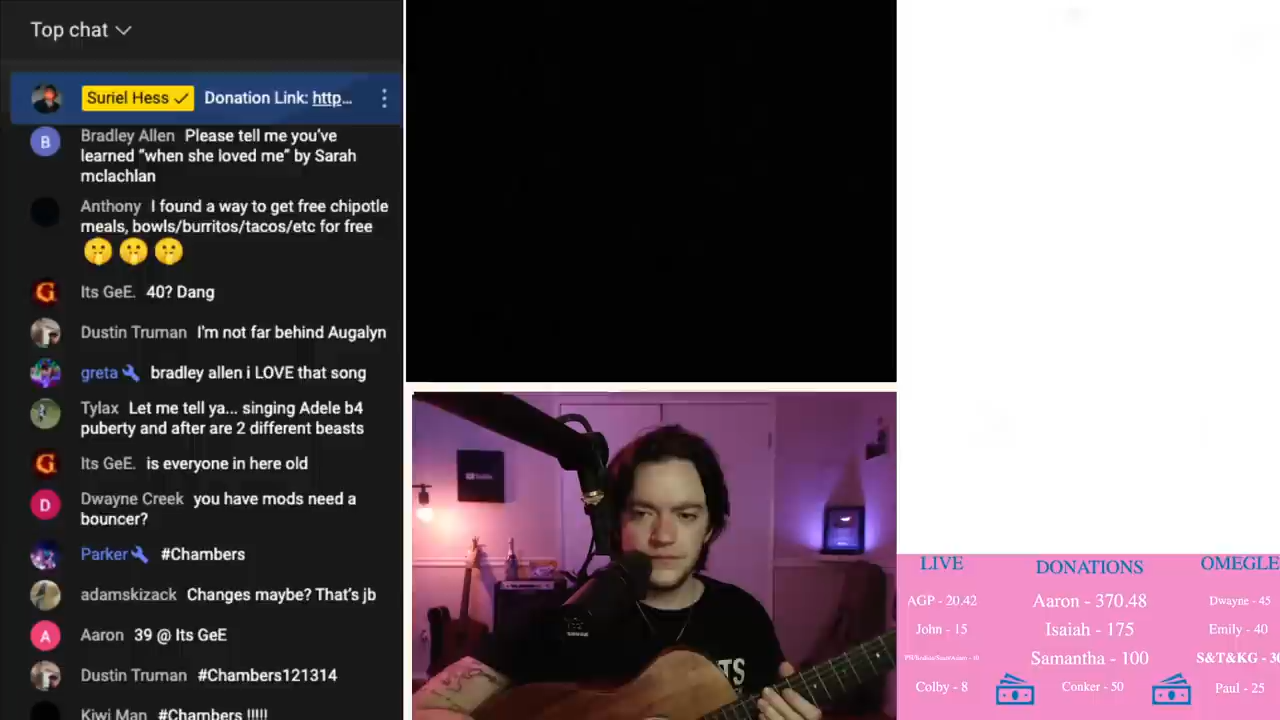 Top chat
Suriel Hess Donation Link: http...
Bradley Allen Please tell me you've
learned "when she loved me" by Sarah
mclachlan
Anthony I found a way to get free chipotle
meals, bowls/burritos/tacos/etc for free
🤫 🤫 🤫
Its GeE. 40? Dang
Dustin Truman I'm not far behind Augalyn
greta bradley allen i LOVE that song
Tylax Let me tell ya... singing Adele b4
puberty and after are 2 different beasts
Its GeE. is everyone in here old
Dwayne Creek you have mods need a
bouncer?
Parker #Chambers
adamskizack Changes maybe? That's jb
Aaron 39 @ Its GeE
Dustin Truman #Chambers121314
Kiwi Man #Chambers !!!!!
LIVE
AGP - 20.42
John - 15
Colby - 8
DONATIONS
Aaron - 370.48
Isaiah - 175
Samantha - 100
Conker - 50
OMEGLE
Dwayne - 45
Emily - 40
S&T&KG - 30
Paul - 25